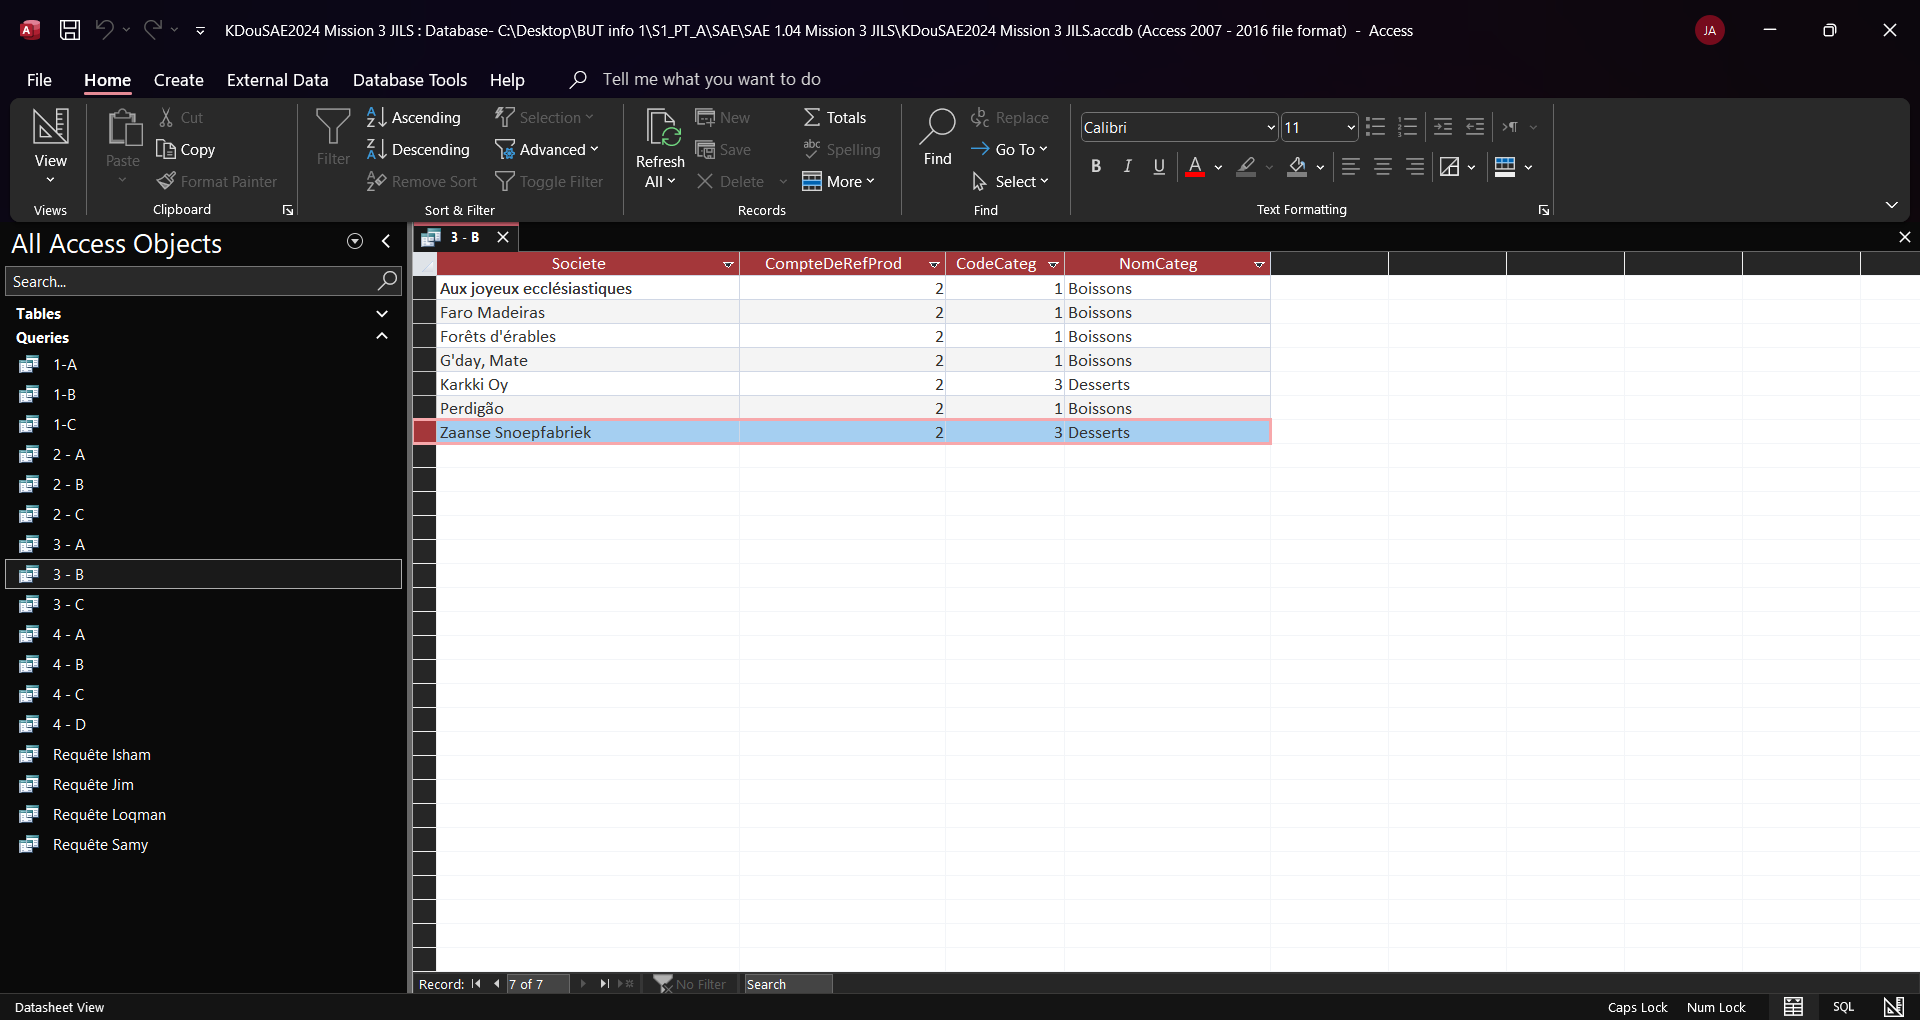 KDouSAE2024 Mission 3 JILS : Database- C:\Desktop\BUT info 1\S1_PT_A\SAE\SAE 1.04 Mission 3 JILS\KDouSAE2024 Mission 3 JILS.accdb (Access 2007 - 2016 file format) - Access
JA
File Home Create External Data Database Tools Help Tell me what you want to do
View
Views
Paste
Cut
Copy
Format Painter
Clipboard
Filter
Ascending
Descending
Remove Sort
Selection
Advanced
Toggle Filter
Sort & Filter
Refresh
All
New
Save
Delete
Totals
Spelling
More
Records
Find
Replace
Go To
Select
Find
Calibri
11
B I U A
Text Formatting
All Access Objects
Search...
Tables
Queries
1-A
1-B
1-C
2 - A
2 - B
2 - C
3 - A
3 - B
3 - C
4 - A
4 - B
4 - C
4 - D
Requête Isham
Requête Jim
Requête Loqman
Requête Samy
3 - B
Societe CompteDeRefProd CodeCateg NomCateg
Aux joyeux ecclésiastiques 2 1 Boissons
Faro Madeiras 2 1 Boissons
Forêts d'érables 2 1 Boissons
G'day, Mate 2 1 Boissons
Karkki Oy 2 3 Desserts
Perdigão 2 1 Boissons
Zaanse Snoepfabriek 2 3 Desserts
Record: 7 of 7 No Filter Search
Datasheet View Caps Lock Num Lock SQL